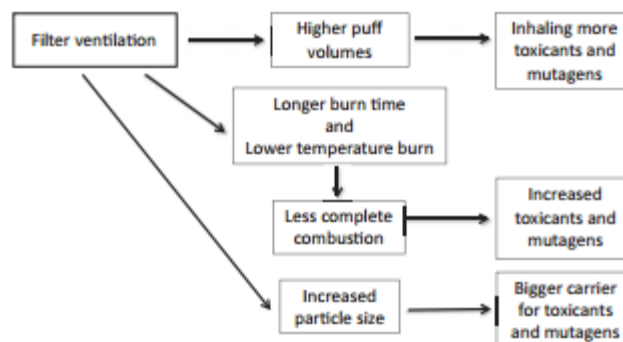 Filter ventilation
Higher puff
volumes
Inhaling more
toxicants and
mutagens
Longer burn time
and
Lower temperature burn
Less complete
combustion
Increased
toxicants and
mutagens
Increased
particle size
Bigger carrier
for toxicants
and mutagens